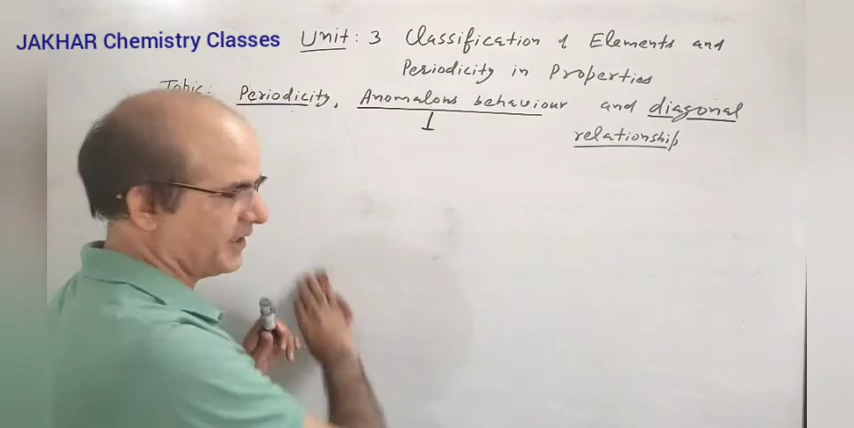 JAKHAR Chemistry Classes
Unit: 3 Classification of Elements and
Periodicity in Properties
Topic: Periodicity, Anomalous behaviour and diagonal
relationship